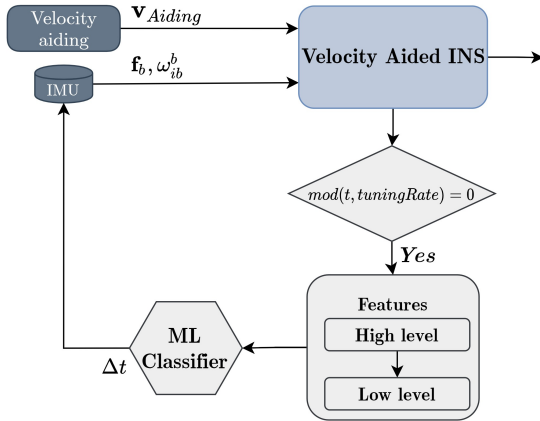 Velocity
aiding
𝐯_Aiding
Velocity Aided INS
𝐟_b, ω_ib^b
IMU
mod(t, tuningRate) = 0
Yes
Features
High level
Low level
ML
Classifier
Δt